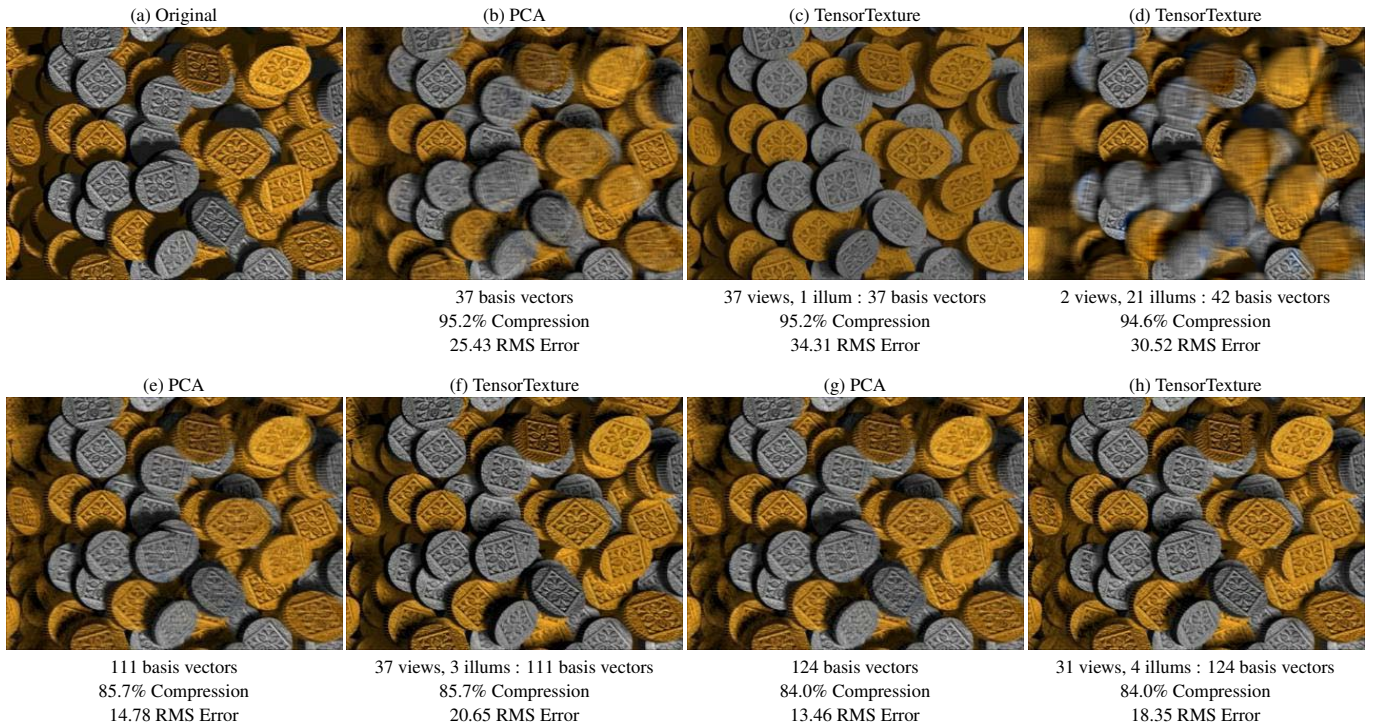 (a) Original
(b) PCA
(c) TensorTexture
(d) TensorTexture
37 basis vectors
95.2% Compression
25.43 RMS Error
37 views, 1 illum : 37 basis vectors
95.2% Compression
34.31 RMS Error
2 views, 21 illums : 42 basis vectors
94.6% Compression
30.52 RMS Error
(e) PCA
(f) TensorTexture
(g) PCA
(h) TensorTexture
111 basis vectors
85.7% Compression
14.78 RMS Error
37 views, 3 illums : 111 basis vectors
85.7% Compression
20.65 RMS Error
124 basis vectors
84.0% Compression
13.46 RMS Error
31 views, 4 illums : 124 basis vectors
84.0% Compression
18.35 RMS Error